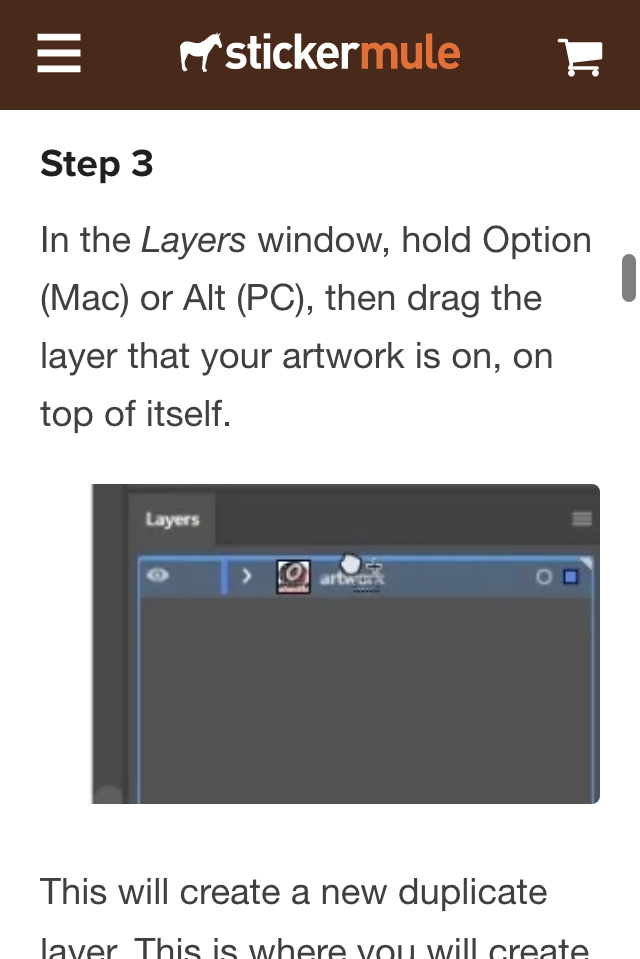 stickermule
Step 3
In the Layers window, hold Option
(Mac) or Alt (PC), then drag the
layer that your artwork is on, on
top of itself.
Layers
artwork
This will create a new duplicate
layer. This is where you will create